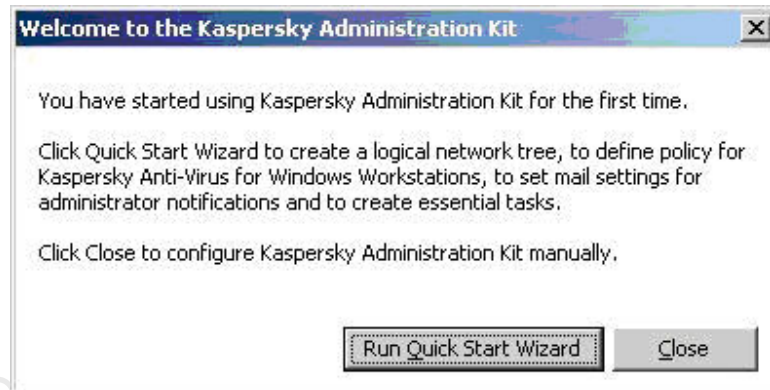 Welcome to the Kaspersky Administration Kit
You have started using Kaspersky Administration Kit for the first time.
Click Quick Start Wizard to create a logical network tree, to define policy for
Kaspersky Anti-Virus for Windows Workstations, to set mail settings for
administrator notifications and to create essential tasks.
Click Close to configure Kaspersky Administration Kit manually.
Run Quick Start Wizard
Close